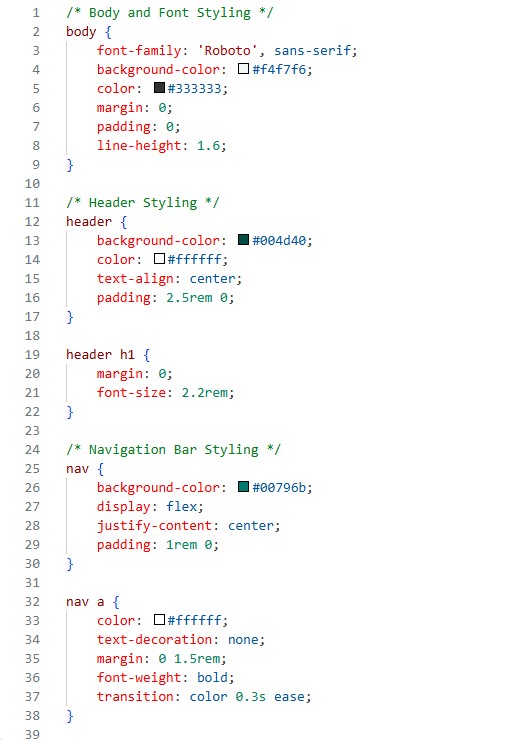 1 /* Body and Font Styling */
2 body {
3 font-family: 'Roboto', sans-serif;
4 background-color: #f4f7f6;
5 color: #333333;
6 margin: 0;
7 padding: 0;
8 line-height: 1.6;
9 }
10
11 /* Header Styling */
12 header {
13 background-color: #004d40;
14 color: #ffffff;
15 text-align: center;
16 padding: 2.5rem 0;
17 }
18
19 header h1 {
20 margin: 0;
21 font-size: 2.2rem;
22 }
23
24 /* Navigation Bar Styling */
25 nav {
26 background-color: #00796b;
27 display: flex;
28 justify-content: center;
29 padding: 1rem 0;
30 }
31
32 nav a {
33 color: #ffffff;
34 text-decoration: none;
35 margin: 0 1.5rem;
36 font-weight: bold;
37 transition: color 0.3s ease;
38 }
39